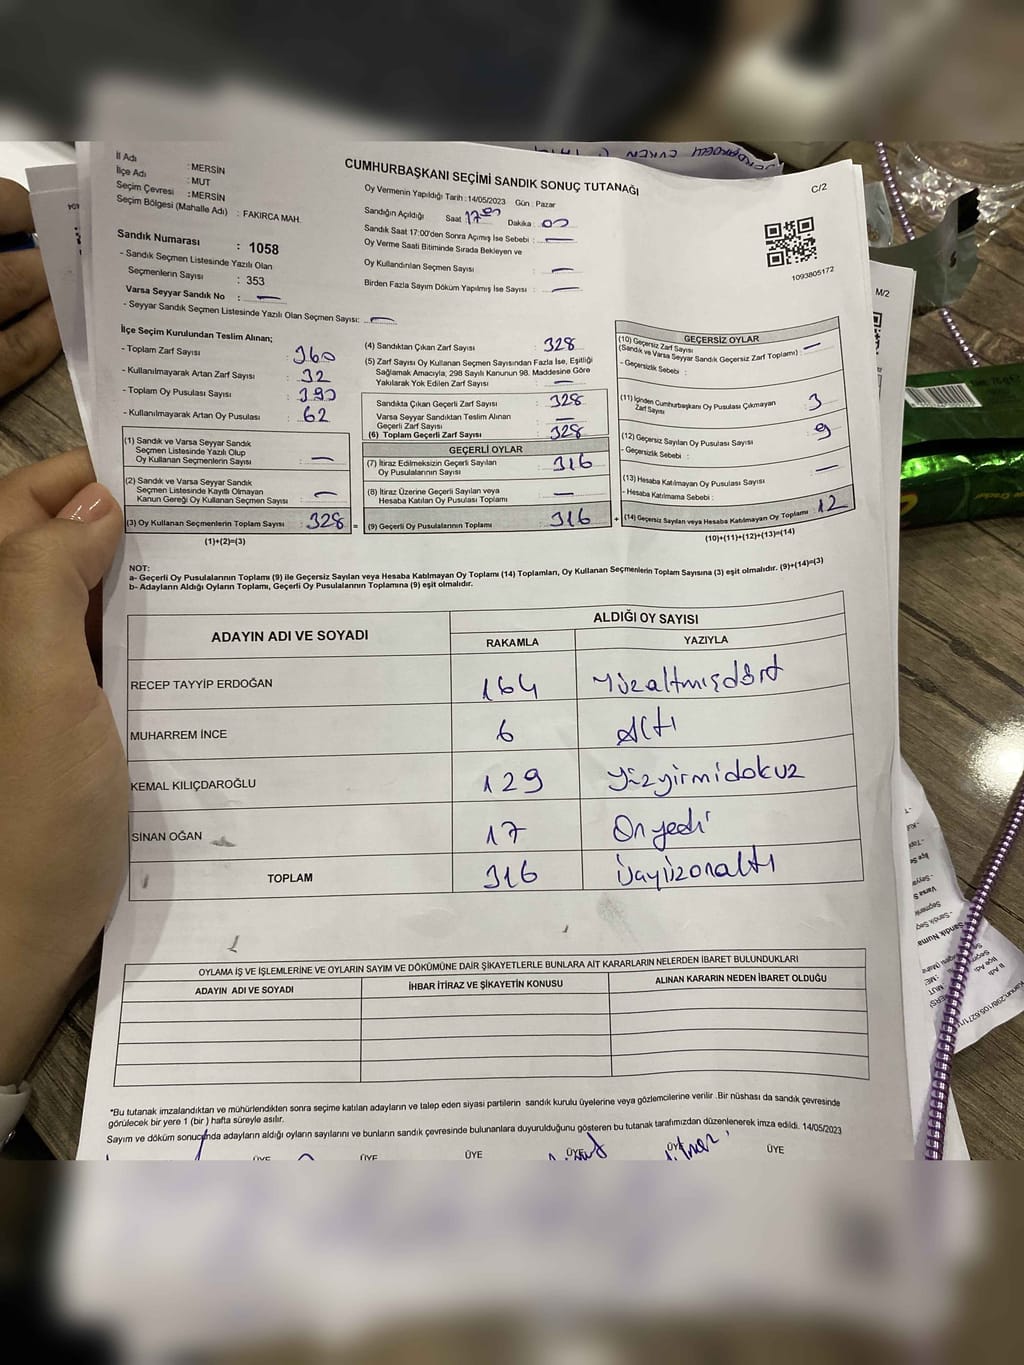 İl Adı : MERSİN
İlçe Adı : MUT
Seçim Çevresi : MERSİN
Seçim Bölgesi (Mahalle Adı) : FAKIRCA MAH.
Sandık Numarası : 1058
- Sandık Seçmen Listesinde Yazılı Olan
Seçmenlerin Sayısı : 353
Varsa Seyyar Sandık No : —
- Seyyar Sandık Seçmen Listesinde Yazılı Olan Seçmen Sayısı: —
CUMHURBAŞKANI SEÇİMİ SANDIK SONUÇ TUTANAĞI
C/2
Oy Vermenin Yapıldığı Tarih : 14/05/2023 Gün : Pazar
Sandığın Açıldığı Saat 17:00 Dakika : 00
Sandık Saat 17:00'den Sonra Açımış İse Sebebi : —
Oy Verme Saati Bitiminde Sırada Bekleyen ve
Oy Kullandırılan Seçmen Sayısı : —
Birden Fazla Sayım Döküm Yapılmış İse Sayısı : —
1093805172
İlçe Seçim Kurulundan Teslim Alınan;
- Toplam Zarf Sayısı : 360
- Kullanılmayarak Artan Zarf Sayısı : 32
- Toplam Oy Pusulası Sayısı : 390
- Kullanılmayarak Artan Oy Pusulası : 62
(1) Sandık ve Varsa Seyyar Sandık
Seçmen Listesinde Yazılı Olup
Oy Kullanan Seçmenlerin Sayısı : —
(2) Sandık ve Varsa Seyyar Sandık
Seçmen Listesinde Kayıtlı Olmayan
Kanun Gereği Oy Kullanan Seçmen Sayısı : —
(3) Oy Kullanan Seçmenlerin Toplam Sayısı : 328 =
(1)+(2)=(3)
(4) Sandıktan Çıkan Zarf Sayısı : 328
(5) Zarf Sayısı Oy Kullanan Seçmen Sayısından Fazla İse, Eşitliği
Sağlamak Amacıyla; 298 Sayılı Kanunun 98. Maddesine Göre
Yakılarak Yok Edilen Zarf Sayısı : —
Sandıkta Çıkan Geçerli Zarf Sayısı : 328
Varsa Seyyar Sandıktan Teslim Alınan
Geçerli Zarf Sayısı : —
(6) Toplam Geçerli Zarf Sayısı : 328
GEÇERLİ OYLAR
(7) İtiraz Edilmeksizin Geçerli Sayılan
Oy Pusulalarının Sayısı : 316
(8) İtiraz Üzerine Geçerli Sayılan veya
Hesaba Katılan Oy Pusulası Toplamı : —
(9) Geçerli Oy Pusulalarının Toplamı : 316 +
GEÇERSİZ OYLAR
(10) Geçersiz Zarf Sayısı
(Sandık ve Varsa Seyyar Sandık Geçersiz Zarf Toplamı) : —
- Geçersizlik Sebebi :
(11) İçinden Cumhurbaşkanı Oy Pusulası Çıkmayan
Zarf Sayısı : 3
(12) Geçersiz Sayılan Oy Pusulası Sayısı : 9
- Geçersizlik Sebebi :
(13) Hesaba Katılmayan Oy Pusulası Sayısı : —
- Hesaba Katılmama Sebebi :
(14) Geçersiz Sayılan veya Hesaba Katılmayan Oy Toplamı : 12
(10)+(11)+(12)+(13)=(14)
NOT:
a- Geçerli Oy Pusulalarının Toplamı (9) ile Geçersiz Sayılan veya Hesaba Katılmayan Oy Toplamı (14) Toplamları, Oy Kullanan Seçmenlerin Toplam Sayısına (3) eşit olmalıdır. (9)+(14)=(3)
b- Adayların Aldığı Oyların Toplamı, Geçerli Oy Pusulalarının Toplamına (9) eşit olmalıdır.
ADAYIN ADI VE SOYADI ALDIĞI OY SAYISI
RAKAMLA YAZIYLA
RECEP TAYYİP ERDOĞAN 164 Yüzaltmışdört
MUHARREM İNCE 6 Altı
KEMAL KILIÇDAROĞLU 129 Yüzyirmidokuz
SİNAN OĞAN 17 Onyedi
TOPLAM 316 Üçyüzonaltı
OYLAMA İŞ VE İŞLEMLERİNE VE OYLARIN SAYIM VE DÖKÜMÜNE DAİR ŞİKAYETLERLE BUNLARA AİT KARARLARIN NELERDEN İBARET BULUNDUKLARI
ADAYIN ADI VE SOYADI İHBAR İTİRAZ VE ŞİKAYETİN KONUSU ALINAN KARARIN NEDEN İBARET OLDUĞU
*Bu tutanak imzalandıktan ve mühürlendikten sonra seçime katılan adayların ve talep eden siyasi partilerin sandık kurulu üyelerine veya gözlemcilerine verilir .Bir nüshası da sandık çevresinde
görülecek bir yere 1 (bir ) hafta süreyle asılır.
Sayım ve döküm sonucunda adayların aldığı oyların sayılarını ve bunların sandık çevresinde bulunanlara duyurulduğunu gösteren bu tutanak tarafımızdan düzenlenerek imza edildi. 14/05/2023
ÜYE ÜYE ÜYE ÜYE ÜYE ÜYE
M/2